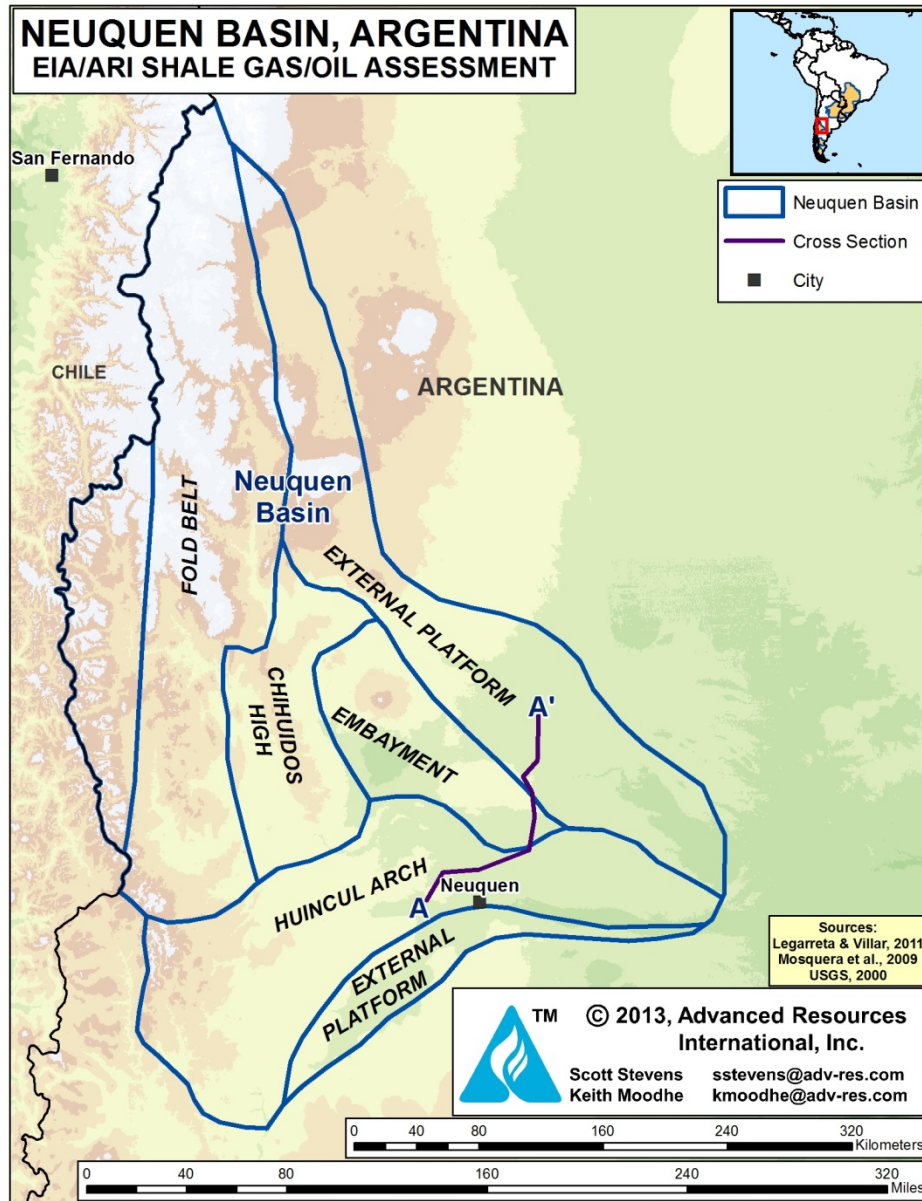 NEUQUEN BASIN, ARGENTINA
EIA/ARI SHALE GAS/OIL ASSESSMENT
San Fernando
Neuquen Basin
Cross Section
City
CHILE
ARGENTINA
FOLD BELT
Neuquen
Basin
EXTERNAL PLATFORM
CHIHUIDOS
HIGH
EMBAYMENT
A'
HUINCUL ARCH
Neuquen
A
EXTERNAL
PLATFORM
Sources:
Legarreta & Villar, 2011
Mosquera et al., 2009
USGS, 2000
TM
© 2013, Advanced Resources
International, Inc.
Scott Stevens sstevens@adv-res.com
Keith Moodhe kmoodhe@adv-res.com
0 40 80 160 240 320
Kilometers
0 40 80 160 240 320
Miles